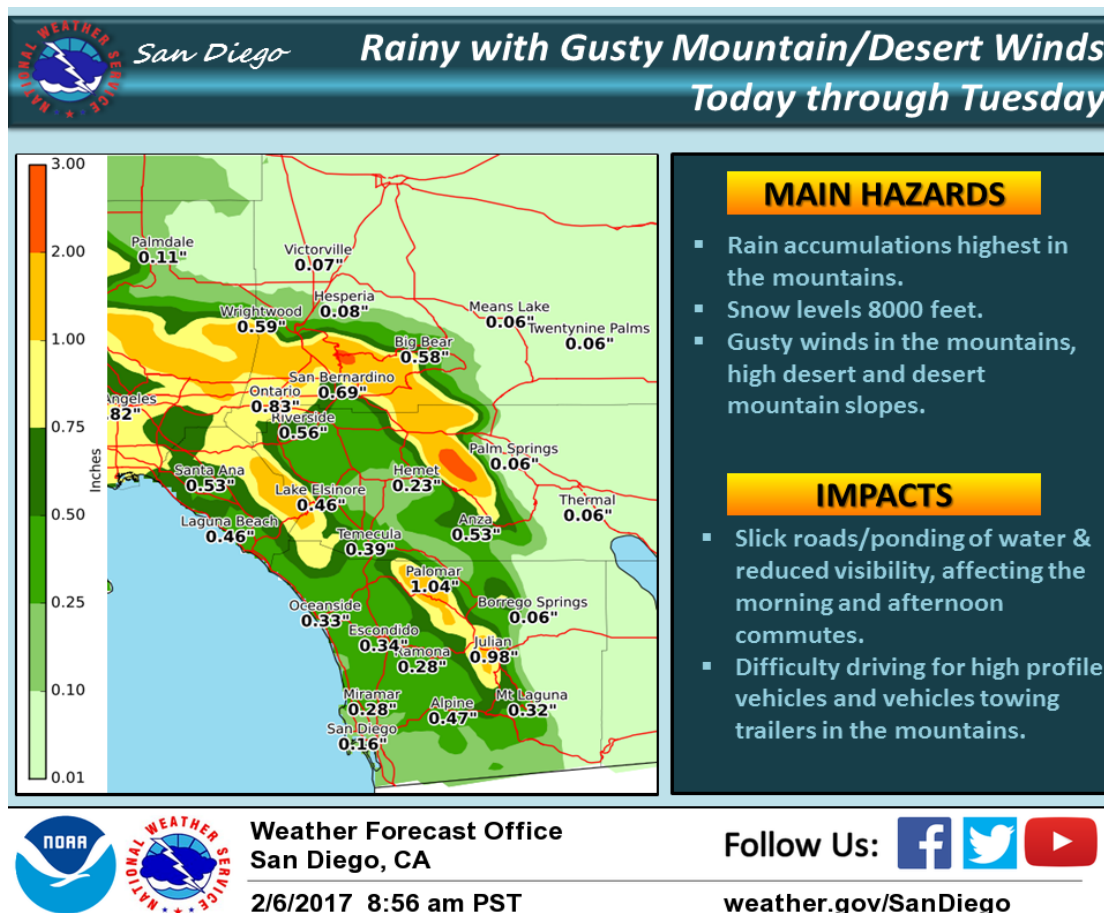 San Diego
Rainy with Gusty Mountain/Desert Winds
Today through Tuesday
NATIONAL WEATHER SERVICE
3.00
2.00
1.00
0.75
0.50
0.25
0.10
0.01
Inches
Palmdale
0.11"
Victorville
0.07"
Hesperia
0.08"
Wrightwood
0.59"
Means Lake
0.06"
Twentynine Palms
0.06"
Big Bear
0.58"
San Bernardino
0.69"
Ontario
0.83"
Angeles
.82"
Riverside
0.56"
Palm Springs
0.06"
Santa Ana
0.53"
Hemet
0.23"
Lake Elsinore
0.46"
Thermal
0.06"
Laguna Beach
0.46"
Anza
0.53"
Temecula
0.39"
Palomar
1.04"
Oceanside
0.33"
Borrego Springs
0.06"
Escondido
0.34"
Ramona
0.28"
Julian
0.98"
Miramar
0.28"
Alpine
0.47"
Mt Laguna
0.32"
San Diego
0.16"
MAIN HAZARDS
▪ Rain accumulations highest in
the mountains.
▪ Snow levels 8000 feet.
▪ Gusty winds in the mountains,
high desert and desert
mountain slopes.
IMPACTS
▪ Slick roads/ponding of water &
reduced visibility, affecting the
morning and afternoon
commutes.
▪ Difficulty driving for high profile
vehicles and vehicles towing
trailers in the mountains.
NOAA
NATIONAL WEATHER SERVICE
Weather Forecast Office
San Diego, CA
2/6/2017 8:56 am PST
Follow Us:
weather.gov/SanDiego